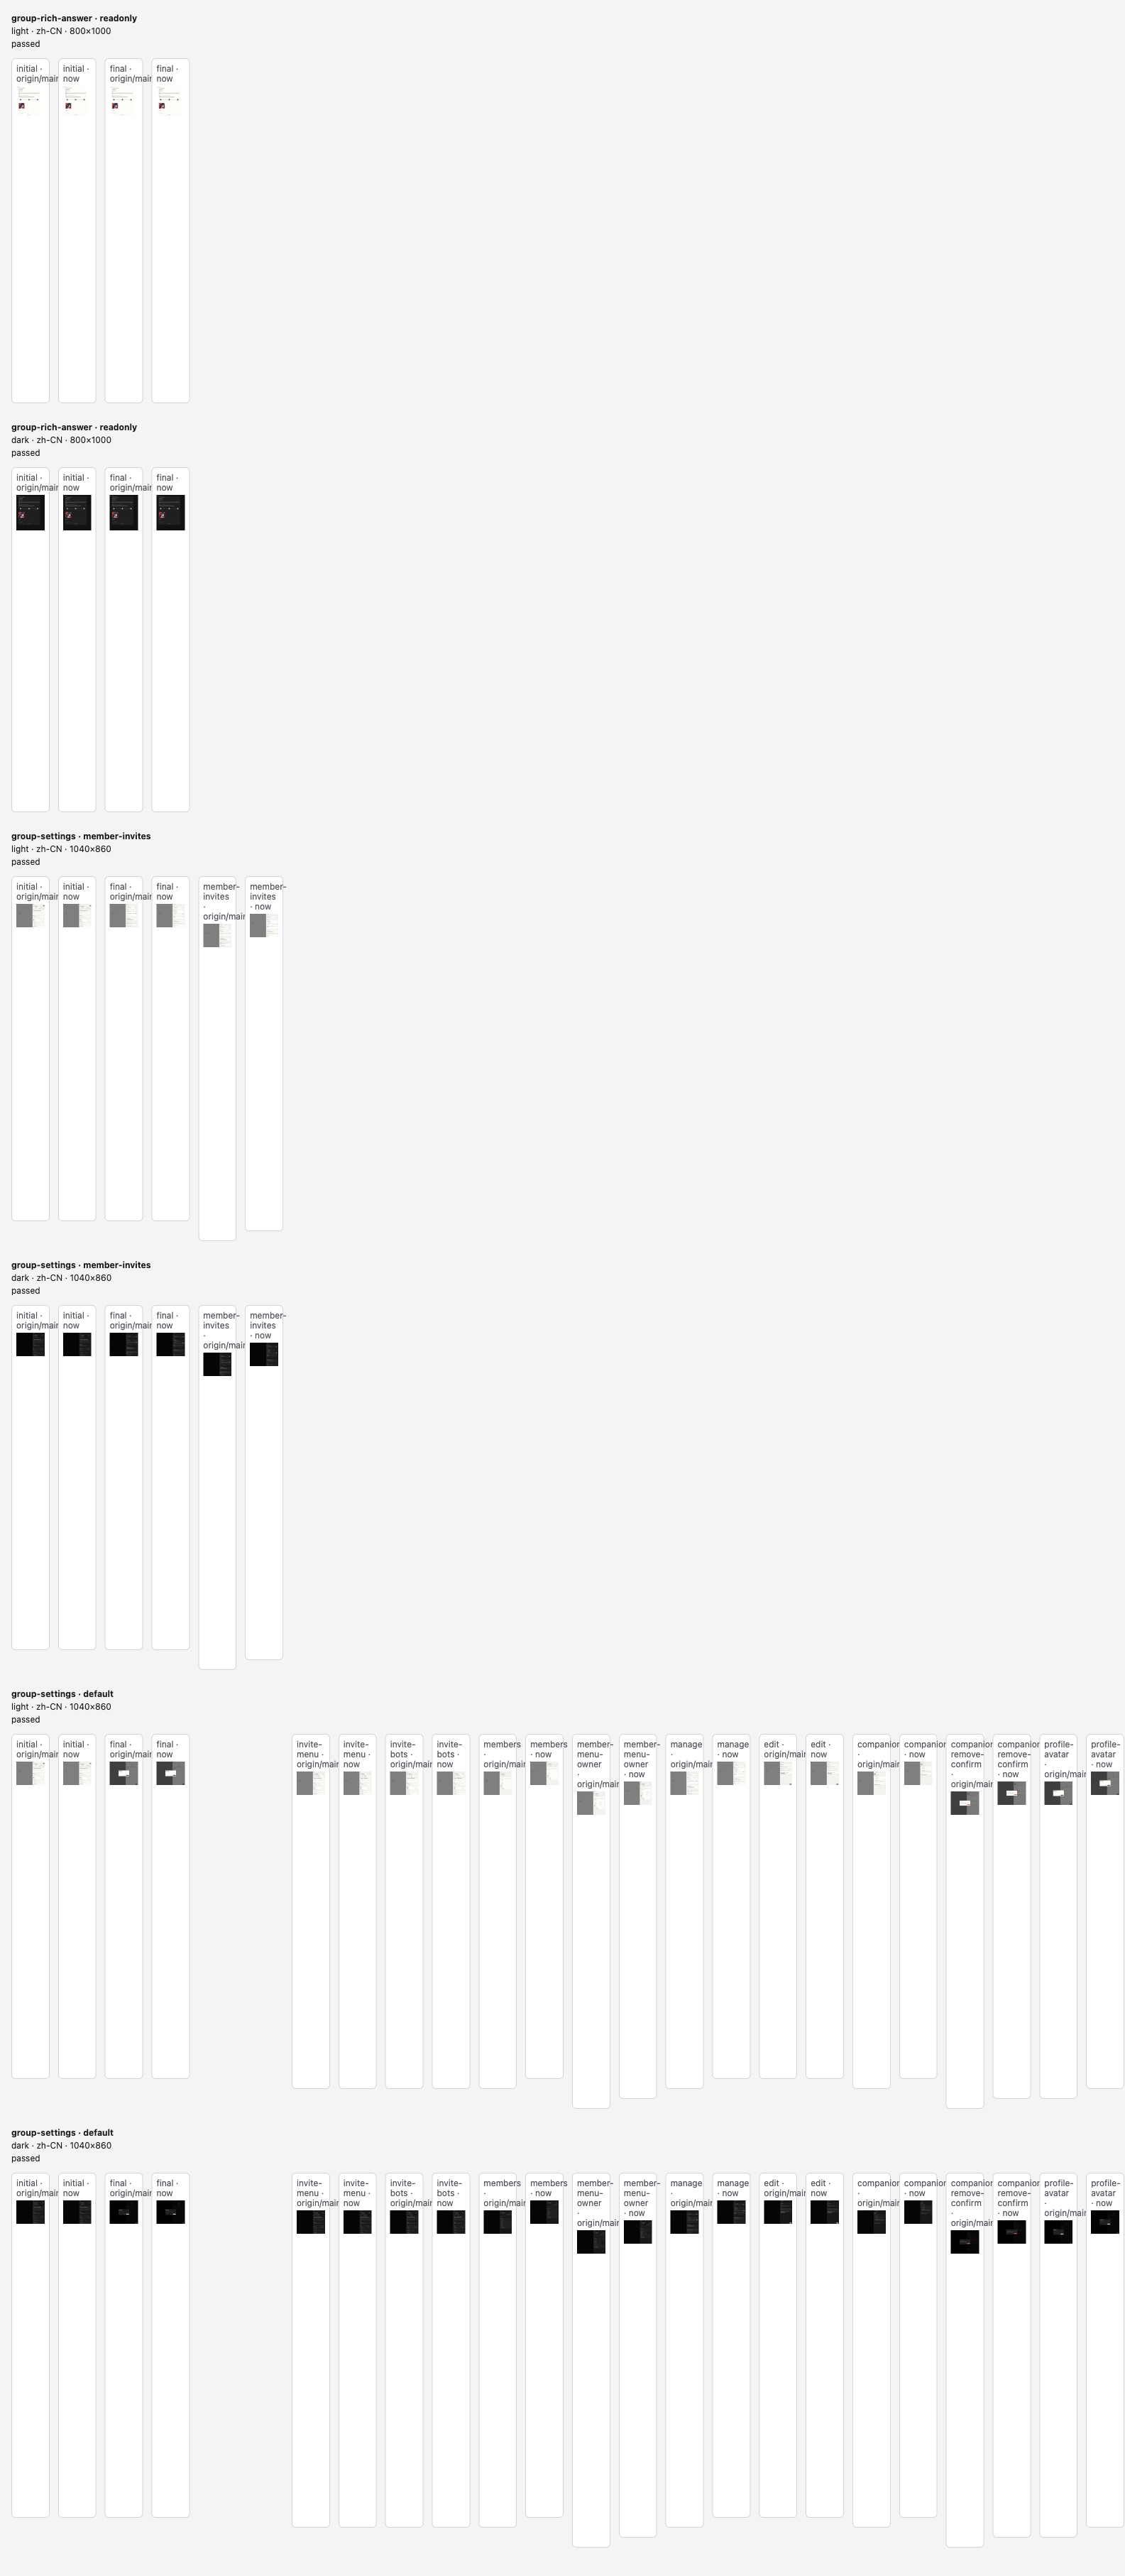 group-rich-answer · readonly
light · zh-CN · 800×1000
passed
initial ·
origin/main
initial ·
now
final ·
origin/main
final ·
now
group-rich-answer · readonly
dark · zh-CN · 800×1000
passed
initial ·
origin/main
initial ·
now
final ·
origin/main
final ·
now
group-settings · member-invites
light · zh-CN · 1040×860
passed
initial ·
origin/main
initial ·
now
final ·
origin/main
final ·
now
member-
invites
·
origin/main
member-
invites
· now
group-settings · member-invites
dark · zh-CN · 1040×860
passed
initial ·
origin/main
initial ·
now
final ·
origin/main
final ·
now
member-
invites
·
origin/main
member-
invites
· now
group-settings · default
light · zh-CN · 1040×860
passed
initial ·
origin/main
initial ·
now
final ·
origin/main
final ·
now
invite-
menu ·
origin/main
invite-
menu ·
now
invite-
bots ·
origin/main
invite-
bots ·
now
members
·
origin/main
members
· now
member-
menu-
owner
·
origin/main
member-
menu-
owner
· now
manage
·
origin/main
manage
· now
edit ·
origin/main
edit ·
now
companion
·
origin/main
companion
· now
companion-
remove-
confirm
·
origin/main
companion-
remove-
confirm
· now
profile-
avatar
·
origin/main
profile-
avatar
· now
group-settings · default
dark · zh-CN · 1040×860
passed
initial ·
origin/main
initial ·
now
final ·
origin/main
final ·
now
invite-
menu ·
origin/main
invite-
menu ·
now
invite-
bots ·
origin/main
invite-
bots ·
now
members
·
origin/main
members
· now
member-
menu-
owner
·
origin/main
member-
menu-
owner
· now
manage
·
origin/main
manage
· now
edit ·
origin/main
edit ·
now
companion
·
origin/main
companion
· now
companion-
remove-
confirm
·
origin/main
companion-
remove-
confirm
· now
profile-
avatar
·
origin/main
profile-
avatar
· now